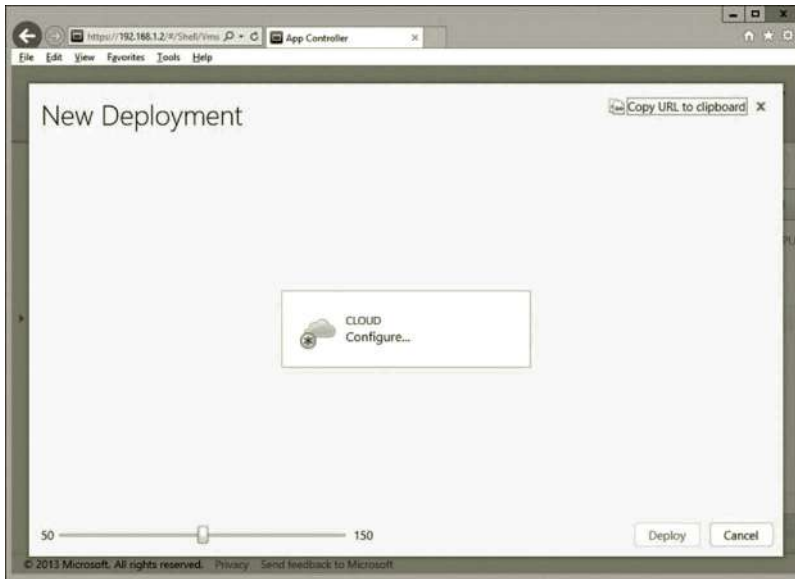 https://192.168.1.2/#/Shell/Vms
App Controller
File Edit View Favorites Tools Help
New Deployment
Copy URL to clipboard
CLOUD
Configure...
50
150
Deploy
Cancel
© 2013 Microsoft. All rights reserved. Privacy Send feedback to Microsoft